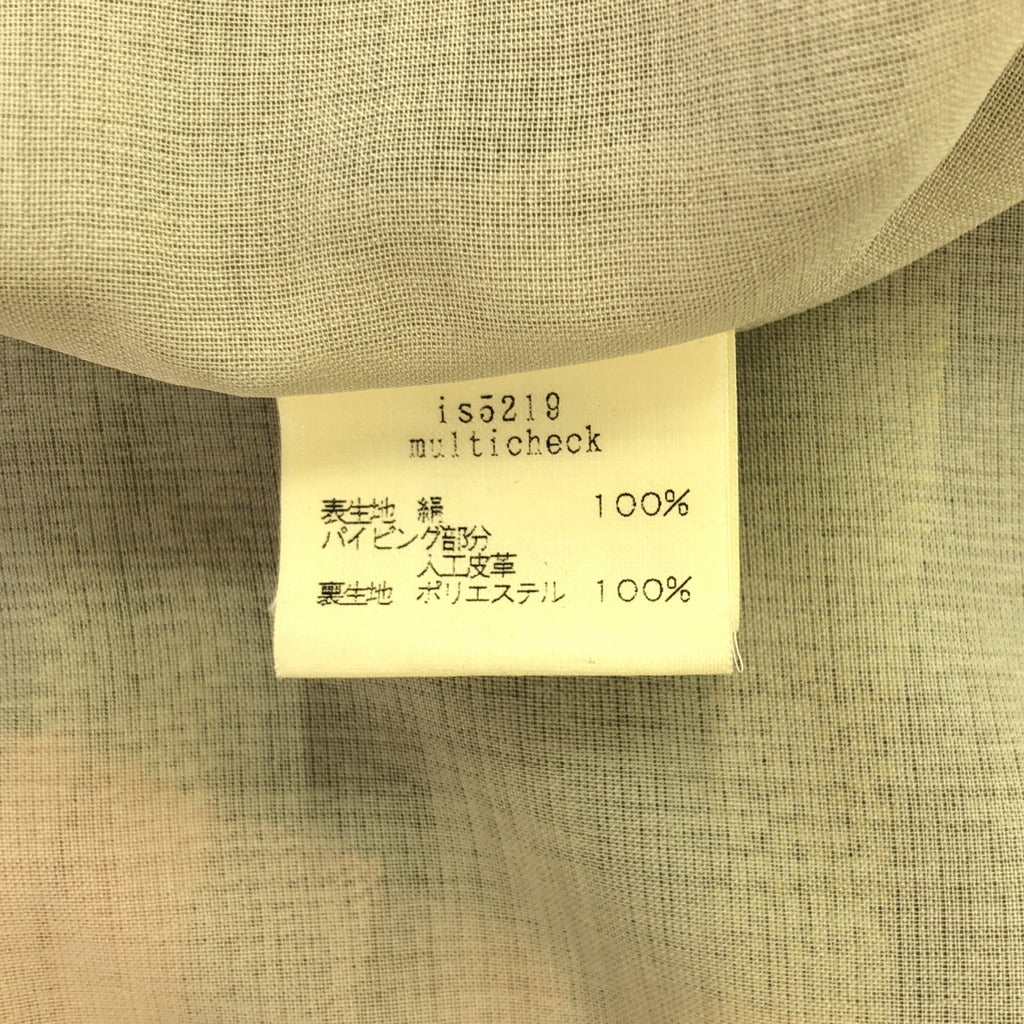 is5219
multicheck
表生地 絹 100%
パイピング部分
人工皮革
裏生地 ポリエステル 100%